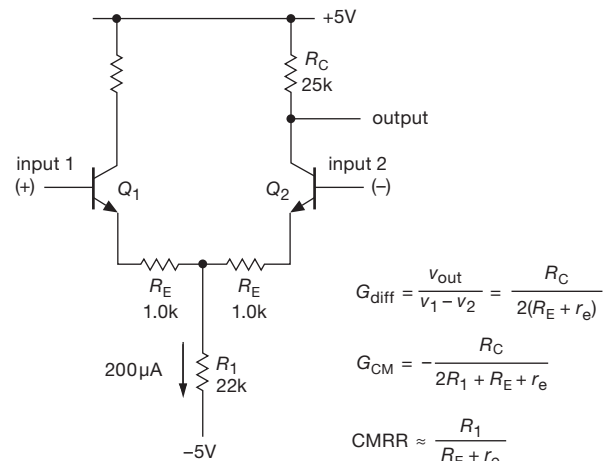 +5V
R_C
25k
output
input 1
(+)
Q_1
Q_2
input 2
(–)
R_E
1.0k
R_E
1.0k
200µA
R_1
22k
–5V
G_diff = v_out / (v_1 – v_2) = R_C / (2(R_E + r_e))
G_CM = – R_C / (2R_1 + R_E + r_e)
CMRR ≈ R_1 / (R_E + r_e)